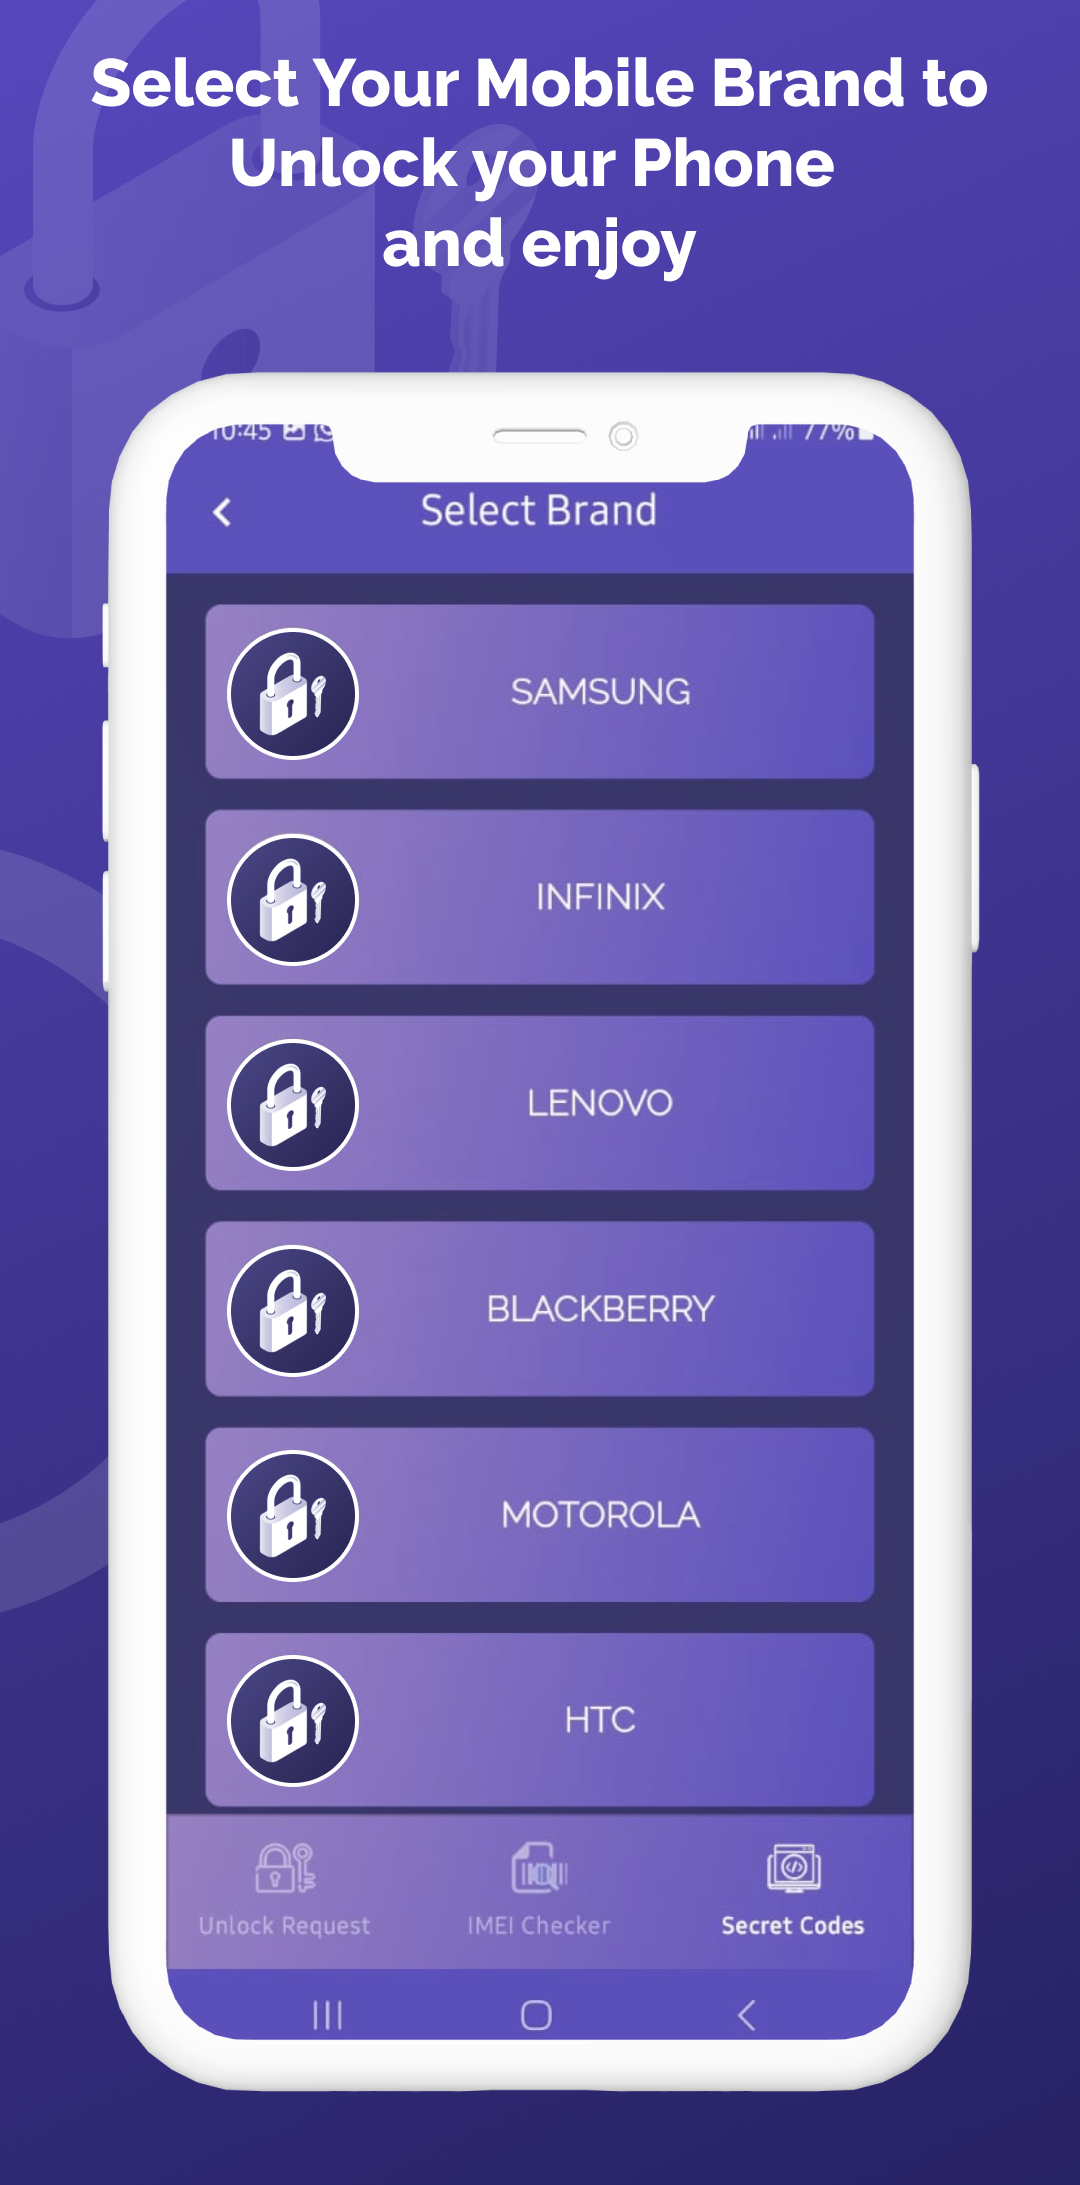 Select Your Mobile Brand to
Unlock your Phone
and enjoy
10:45 77%
Select Brand
SAMSUNG
INFINIX
LENOVO
BLACKBERRY
MOTOROLA
HTC
Unlock Request IMEI Checker Secret Codes